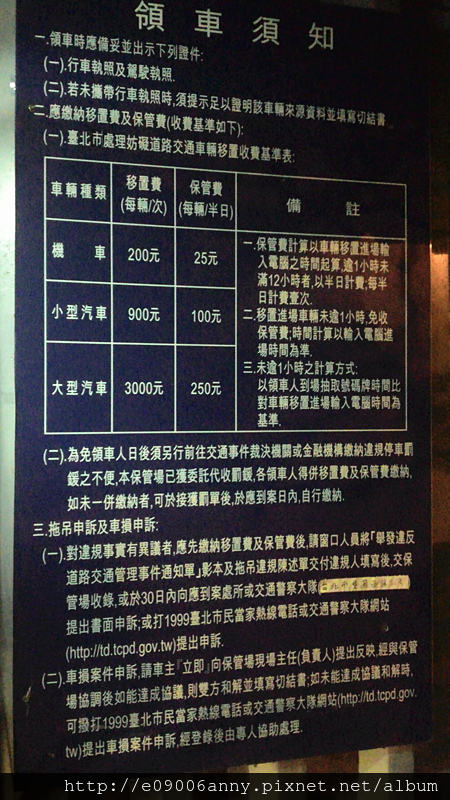 領車須知
一.領車時應備妥並出示下列證件:
(一).行車執照及駕駛執照.
(二).若未攜帶行車執照時,須提示足以證明該車輛來源資料並填寫切結書
二.應繳納移置費及保管費(收費基準如下):
(一).臺北市處理妨礙道路交通車輛移置收費基準表:
車輛種類 移置費(每輛/次) 保管費(每輛/半日) 備註
機車 200元 25元
小型汽車 900元 100元
大型汽車 3000元 250元
一.保管費計算以車輛移置進場輸
入電腦之時間起算,逾1小時未
滿12小時者,以半日計費;每半
日計費壹次.
二.移置進場車輛未逾1小時,免收
保管費;時間計算以輸入電腦進
場時間為準.
三.未逾1小時之計算方式:
以領車人到場抽取號碼牌時間比
對車輛移置進場輸入電腦時間為
基準.
(二).為免領車人日後須另行前往交通事件裁決機關或金融機構繳納違規停車罰
鍰之不便,本保管場已獲委託代收罰鍰,各領車人得併移置費及保管費繳納,
如未一併繳納者,可於接獲罰單後,於應到案日內,自行繳納.
三.拖吊申訴及車損申訴:
(一).對違規事實有異議者,應先繳納移置費及保管費後,請窗口人員將「舉發違反
道路交通管理事件通知單」影本及拖吊違規陳述單交付違規人填寫後,交保
管場收錄,或於30日內向應到案處所或交通警察大隊
提出書面申訴;或打1999臺北市民當家熱線電話或交通警察大隊網站
(http://td.tcpd.gov.tw)提出申訴.
(二).車損案件申訴,請車主『立即』向保管場現場主任(負責人)提出反映,經與保管
場協調後如能達成協議,則雙方和解並填寫切結書;如未能達成協議和解時,
可撥打1999臺北市民當家熱線電話或交通警察大隊網站(http://td.tcpd.gov.
tw)提出車損案件申訴,經登錄後由專人協助處理.
http://e09006anny.pixnet.net/album